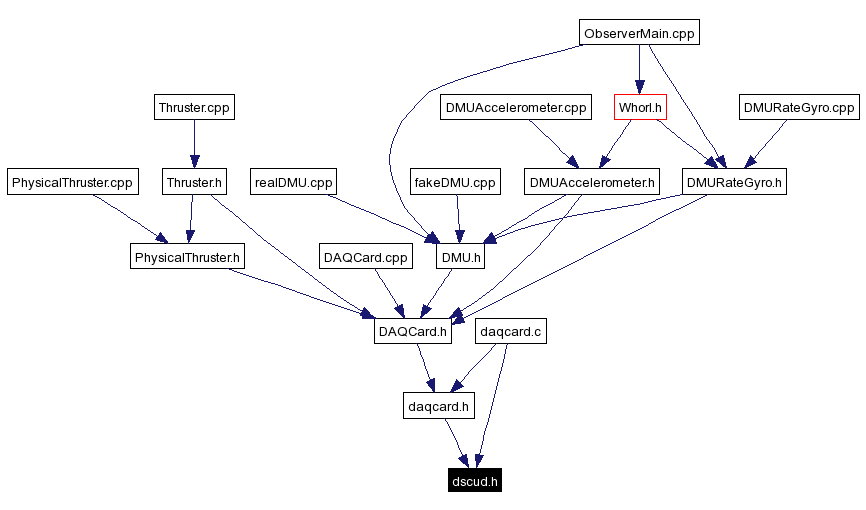 ObserverMain.cpp
Thruster.cpp
DMUAccelerometer.cpp
Whorl.h
DMURateGyro.cpp
PhysicalThruster.cpp
Thruster.h
realDMU.cpp
fakeDMU.cpp
DMUAccelerometer.h
DMURateGyro.h
PhysicalThruster.h
DAQCard.cpp
DMU.h
DAQCard.h
daqcard.c
daqcard.h
dscud.h